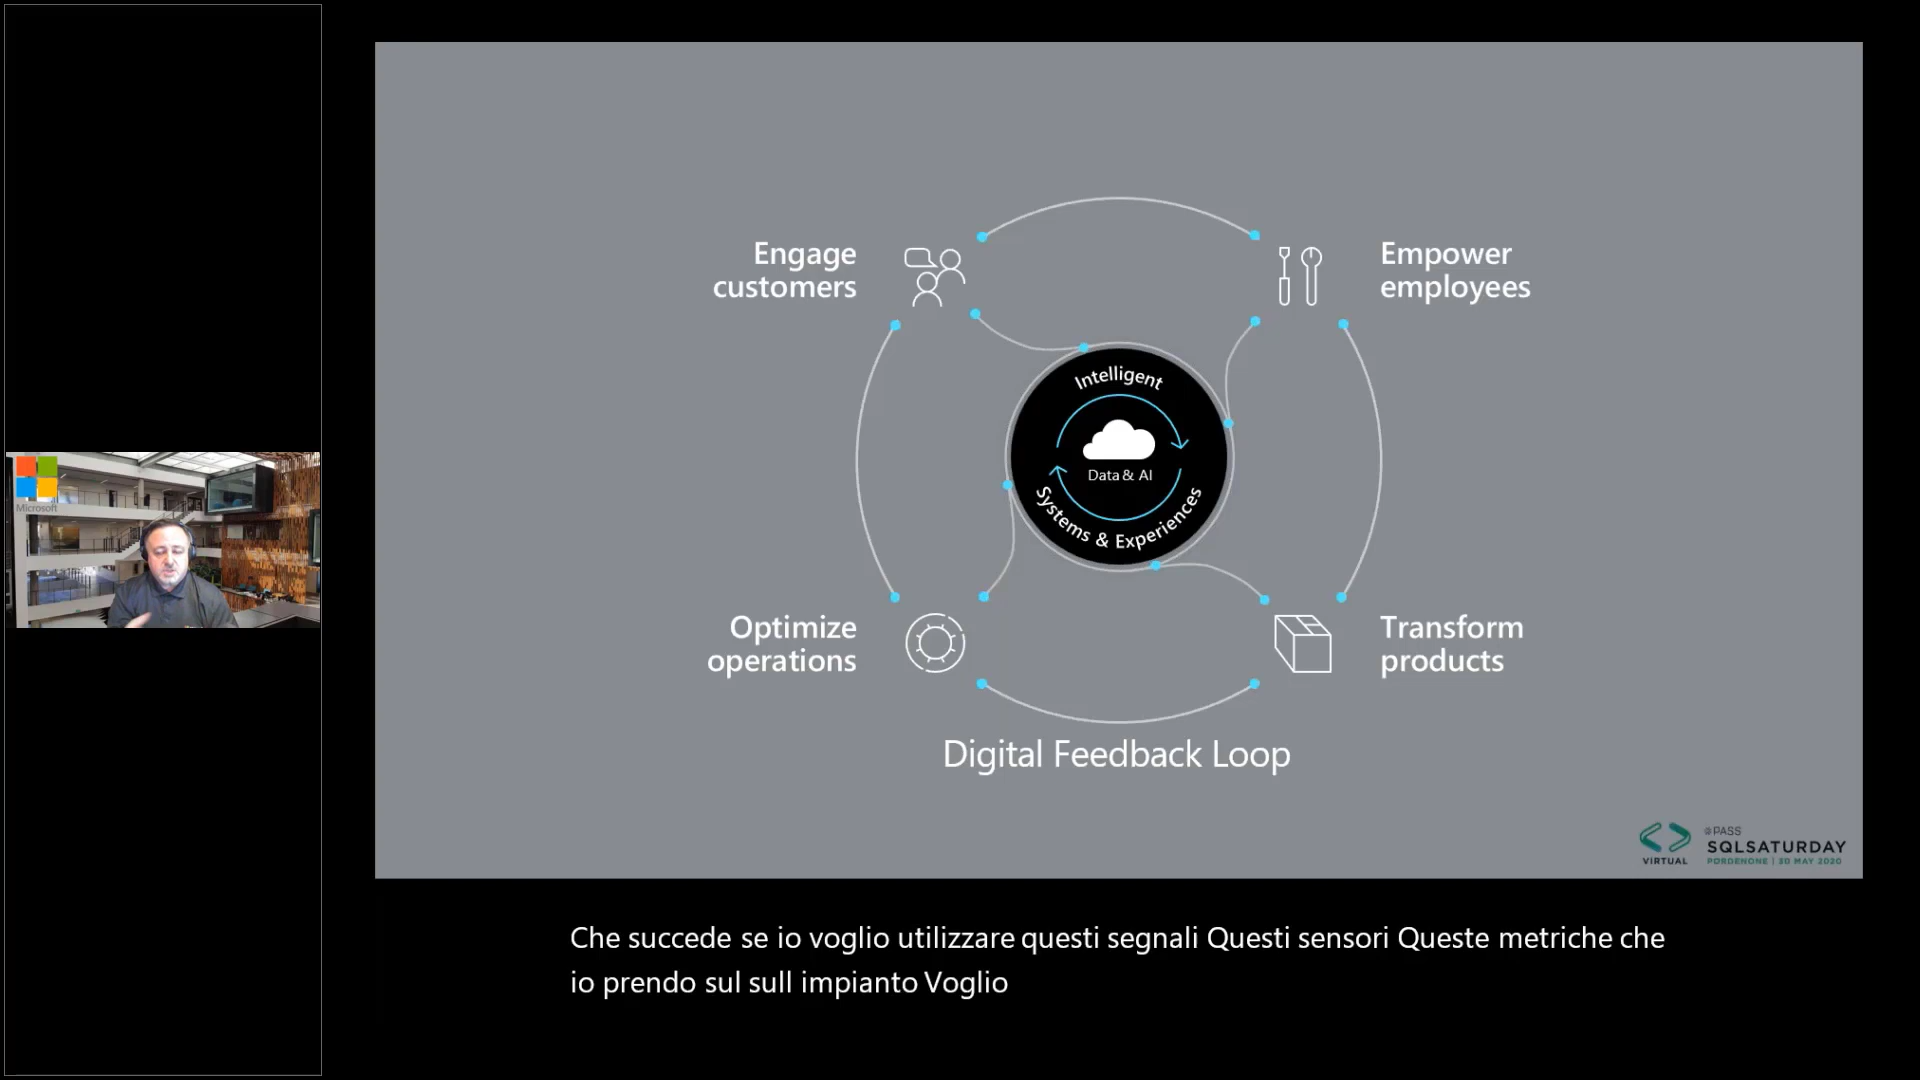 Microsoft
Engage
customers
Empower
employees
Intelligent
Data & AI
Systems & Experiences
Optimize
operations
Transform
products
Digital Feedback Loop
VIRTUAL
@PASS
SQLSATURDAY
PORDENONE | 30 MAY 2020
Che succede se io voglio utilizzare questi segnali Questi sensori Queste metriche che
io prendo sul sull impianto Voglio